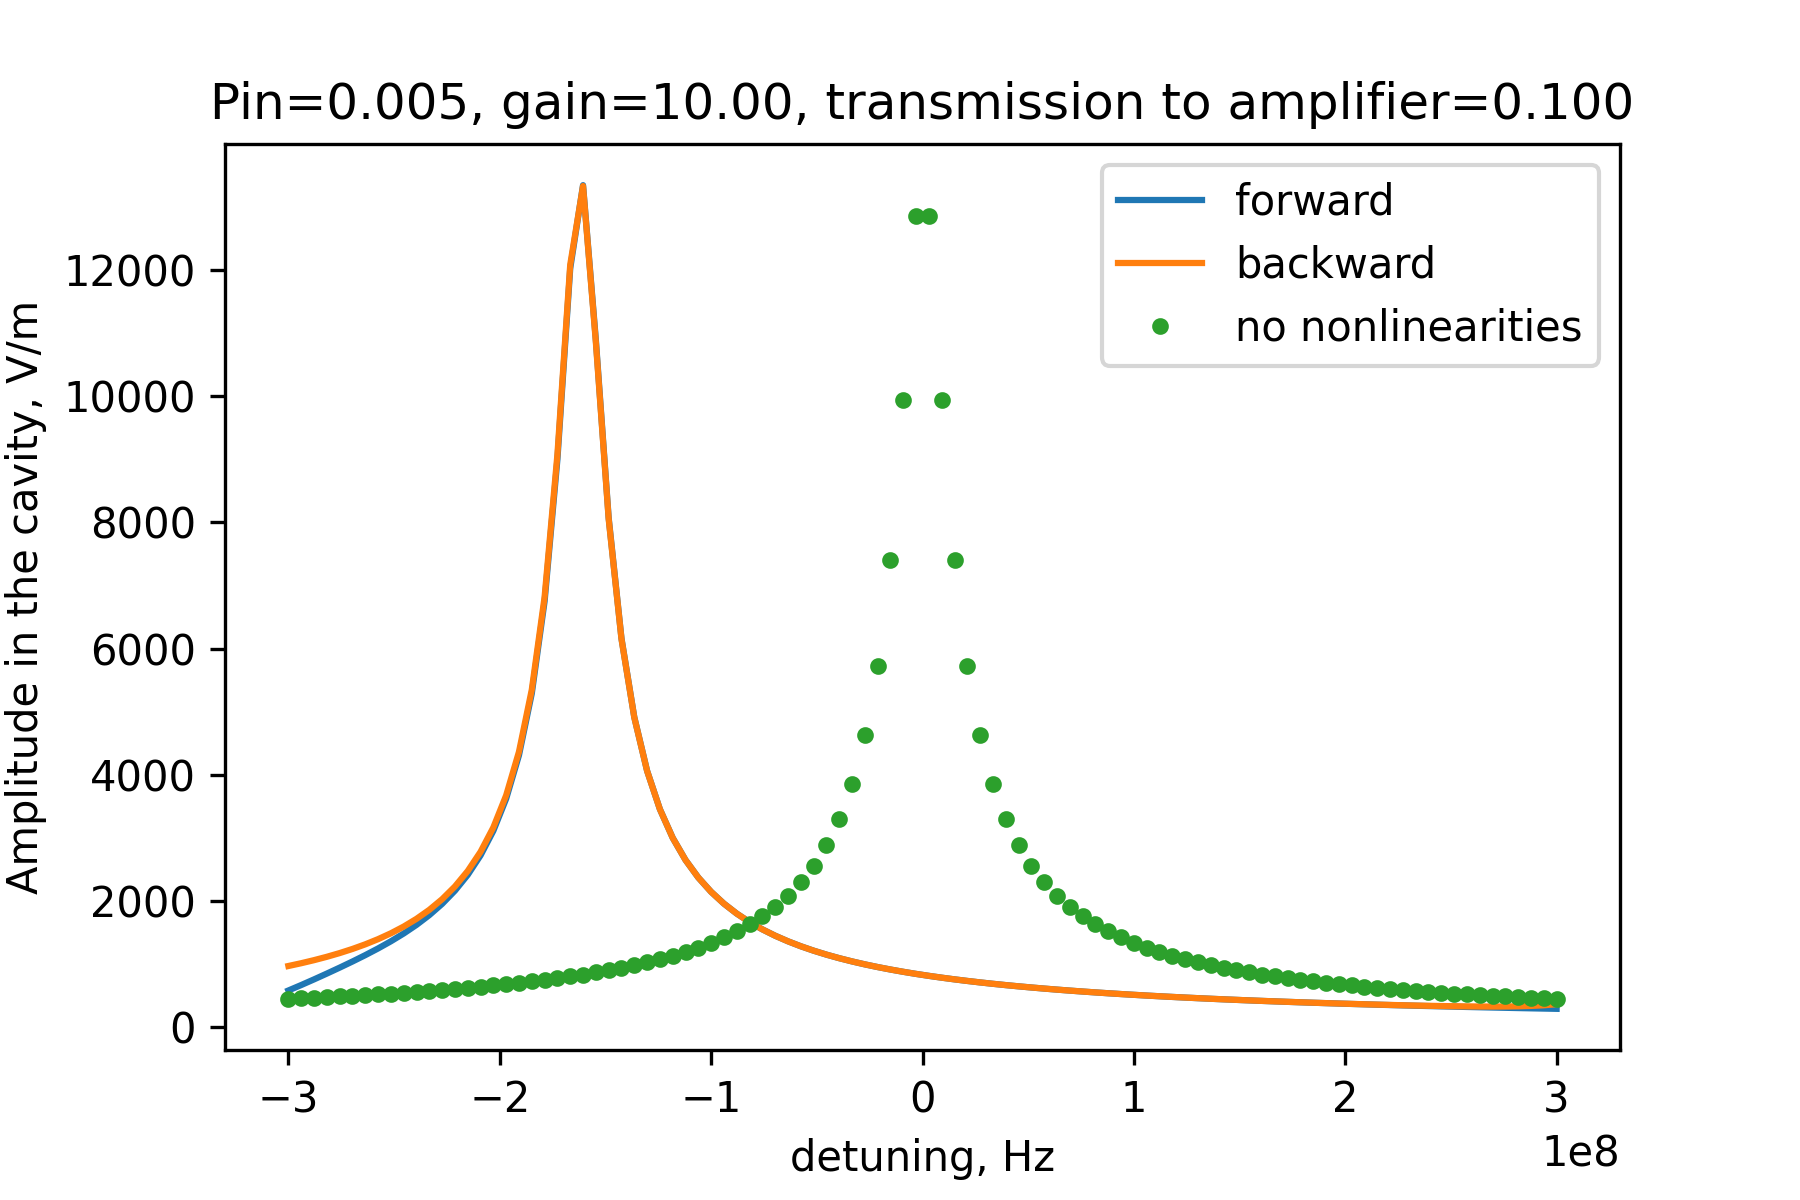 Pin=0.005, gain=10.00, transmission to amplifier=0.100
forward
backward
no nonlinearities
Amplitude in the cavity, V/m
12000
10000
8000
6000
4000
2000
0
−3
−2
−1
0
1
2
3
1e8
detuning, Hz